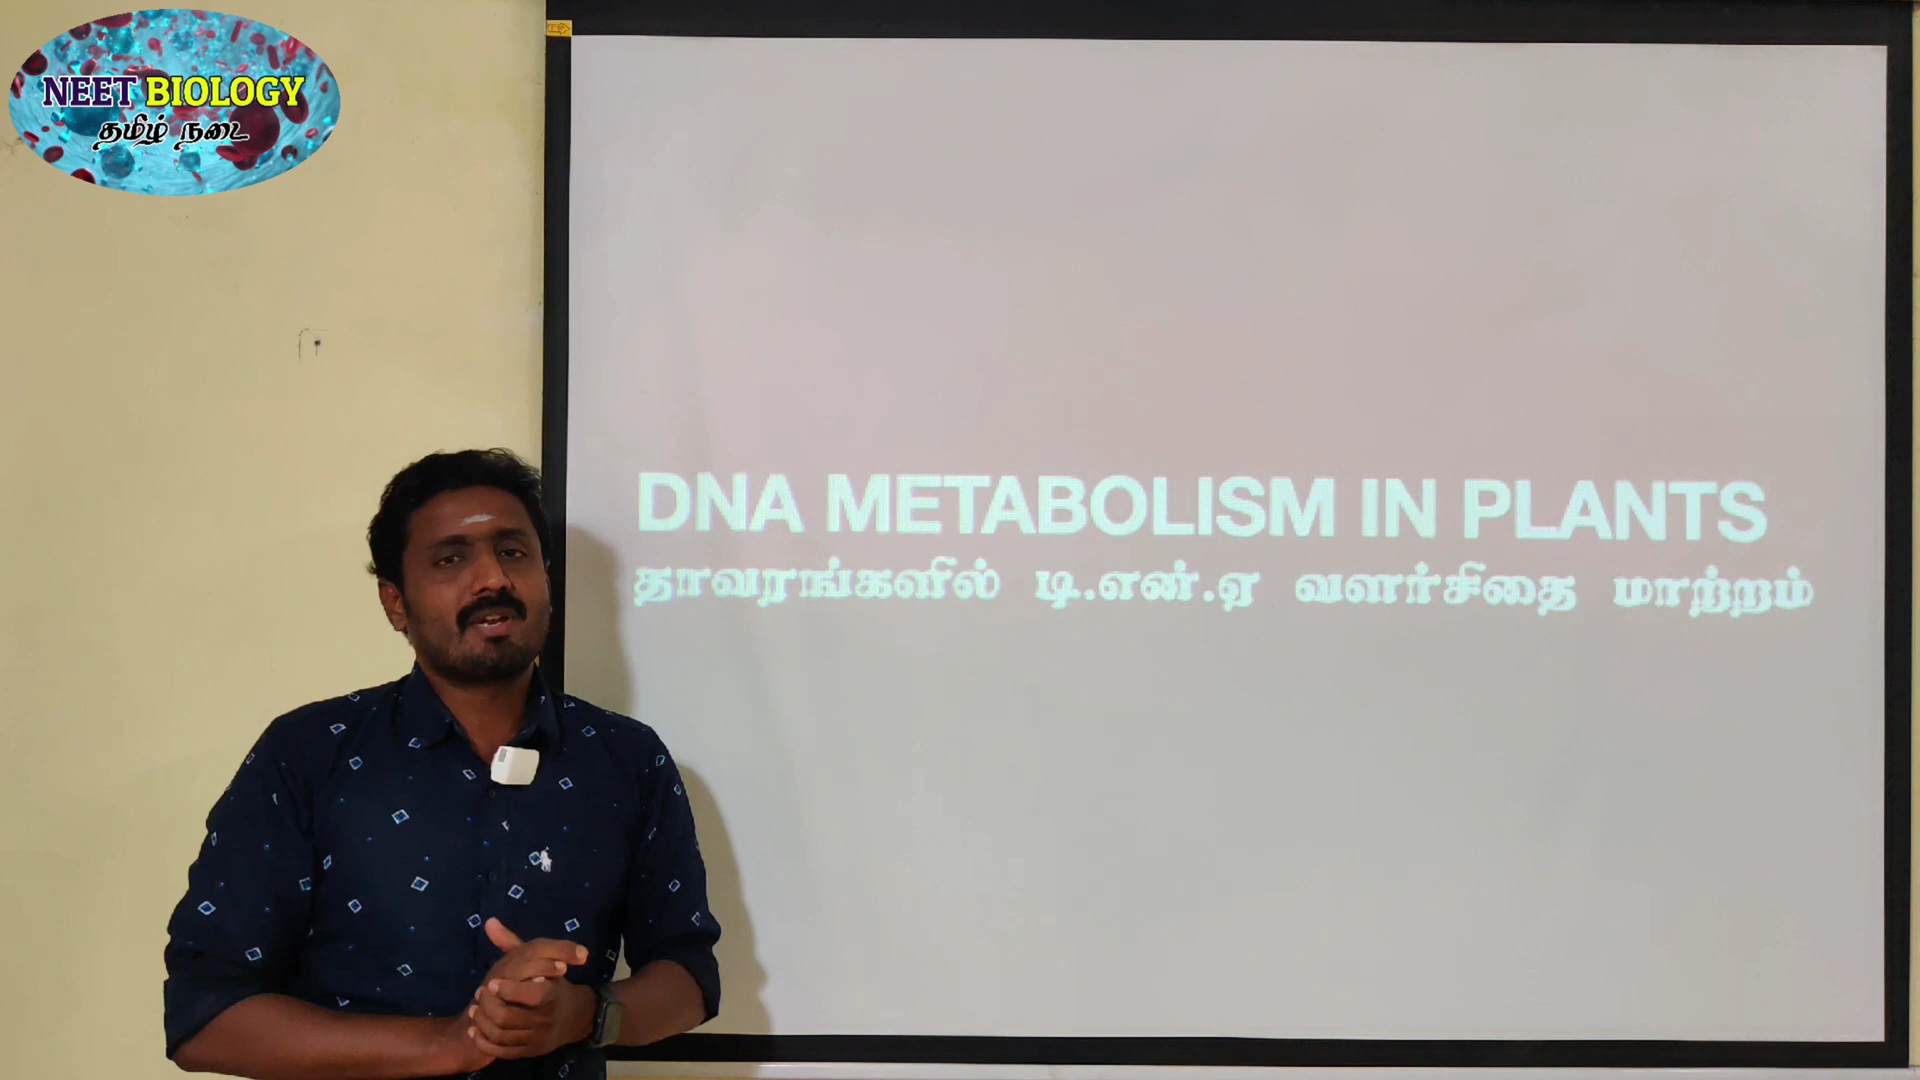 NEET BIOLOGY
தமிழ் நடை
DNA METABOLISM IN PLANTS
தாவரங்களில் டி.என்.ஏ வளர்சிதை மாற்றம்